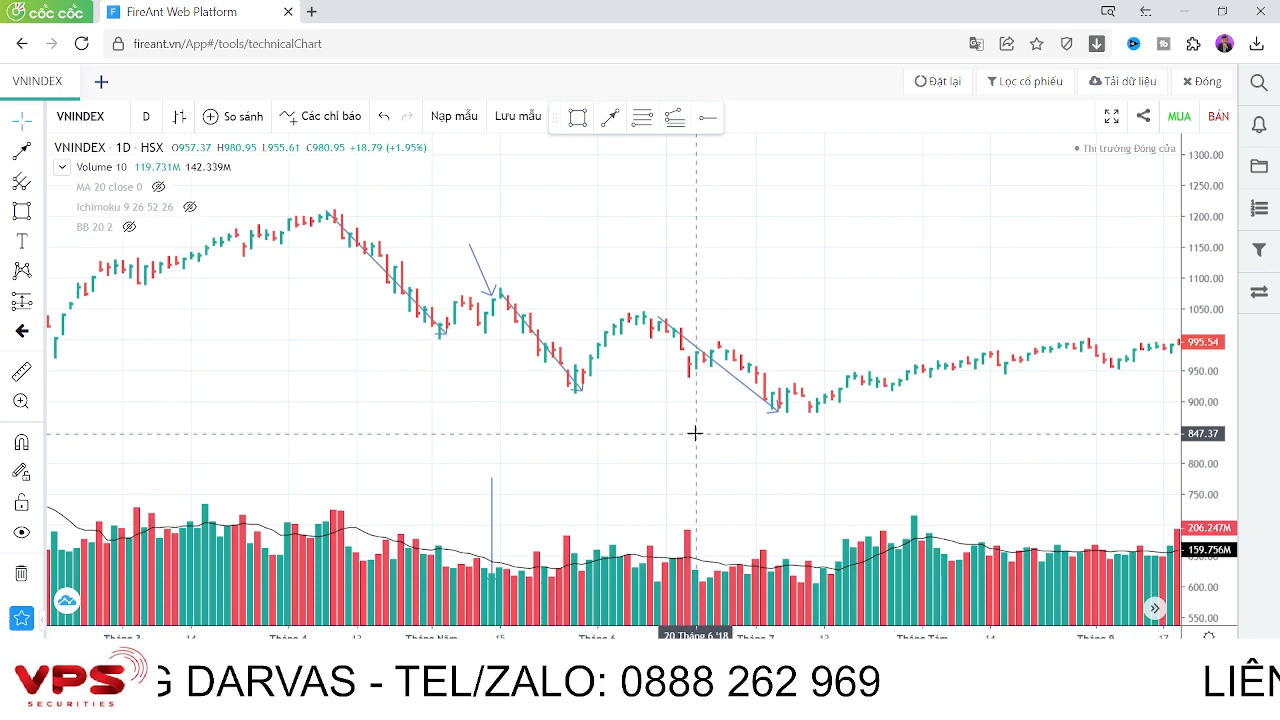 cốc cốc
FireAnt Web Platform
fireant.vn/App#/tools/technicalChart
VNINDEX
Đặt lại
Lọc cổ phiếu
Tải dữ liệu
Đóng
VNINDEX D So sánh Các chỉ báo Nạp mẫu Lưu mẫu MUA BÁN
VNINDEX · 1D · HSX O957.37 H980.95 L955.61 C980.95 +18.79 (+1.95%)
Thị trường Đóng cửa
Volume 10 119.731M 142.339M
MA 20 close 0
Ichimoku 9 26 52 26
BB 20 2
1300.00
1250.00
1200.00
1150.00
1100.00
1050.00
995.54
950.00
900.00
847.37
800.00
750.00
206.247M
159.756M
600.00
550.00
Tháng 3 14 Tháng 4 12 Tháng Năm 15 Tháng 6 20 Tháng 6 '18 Tháng 7 12 Tháng Tám 14 Tháng 9 17
VPS
SECURITIES
G DARVAS - TEL/ZALO: 0888 262 969
LIÊN